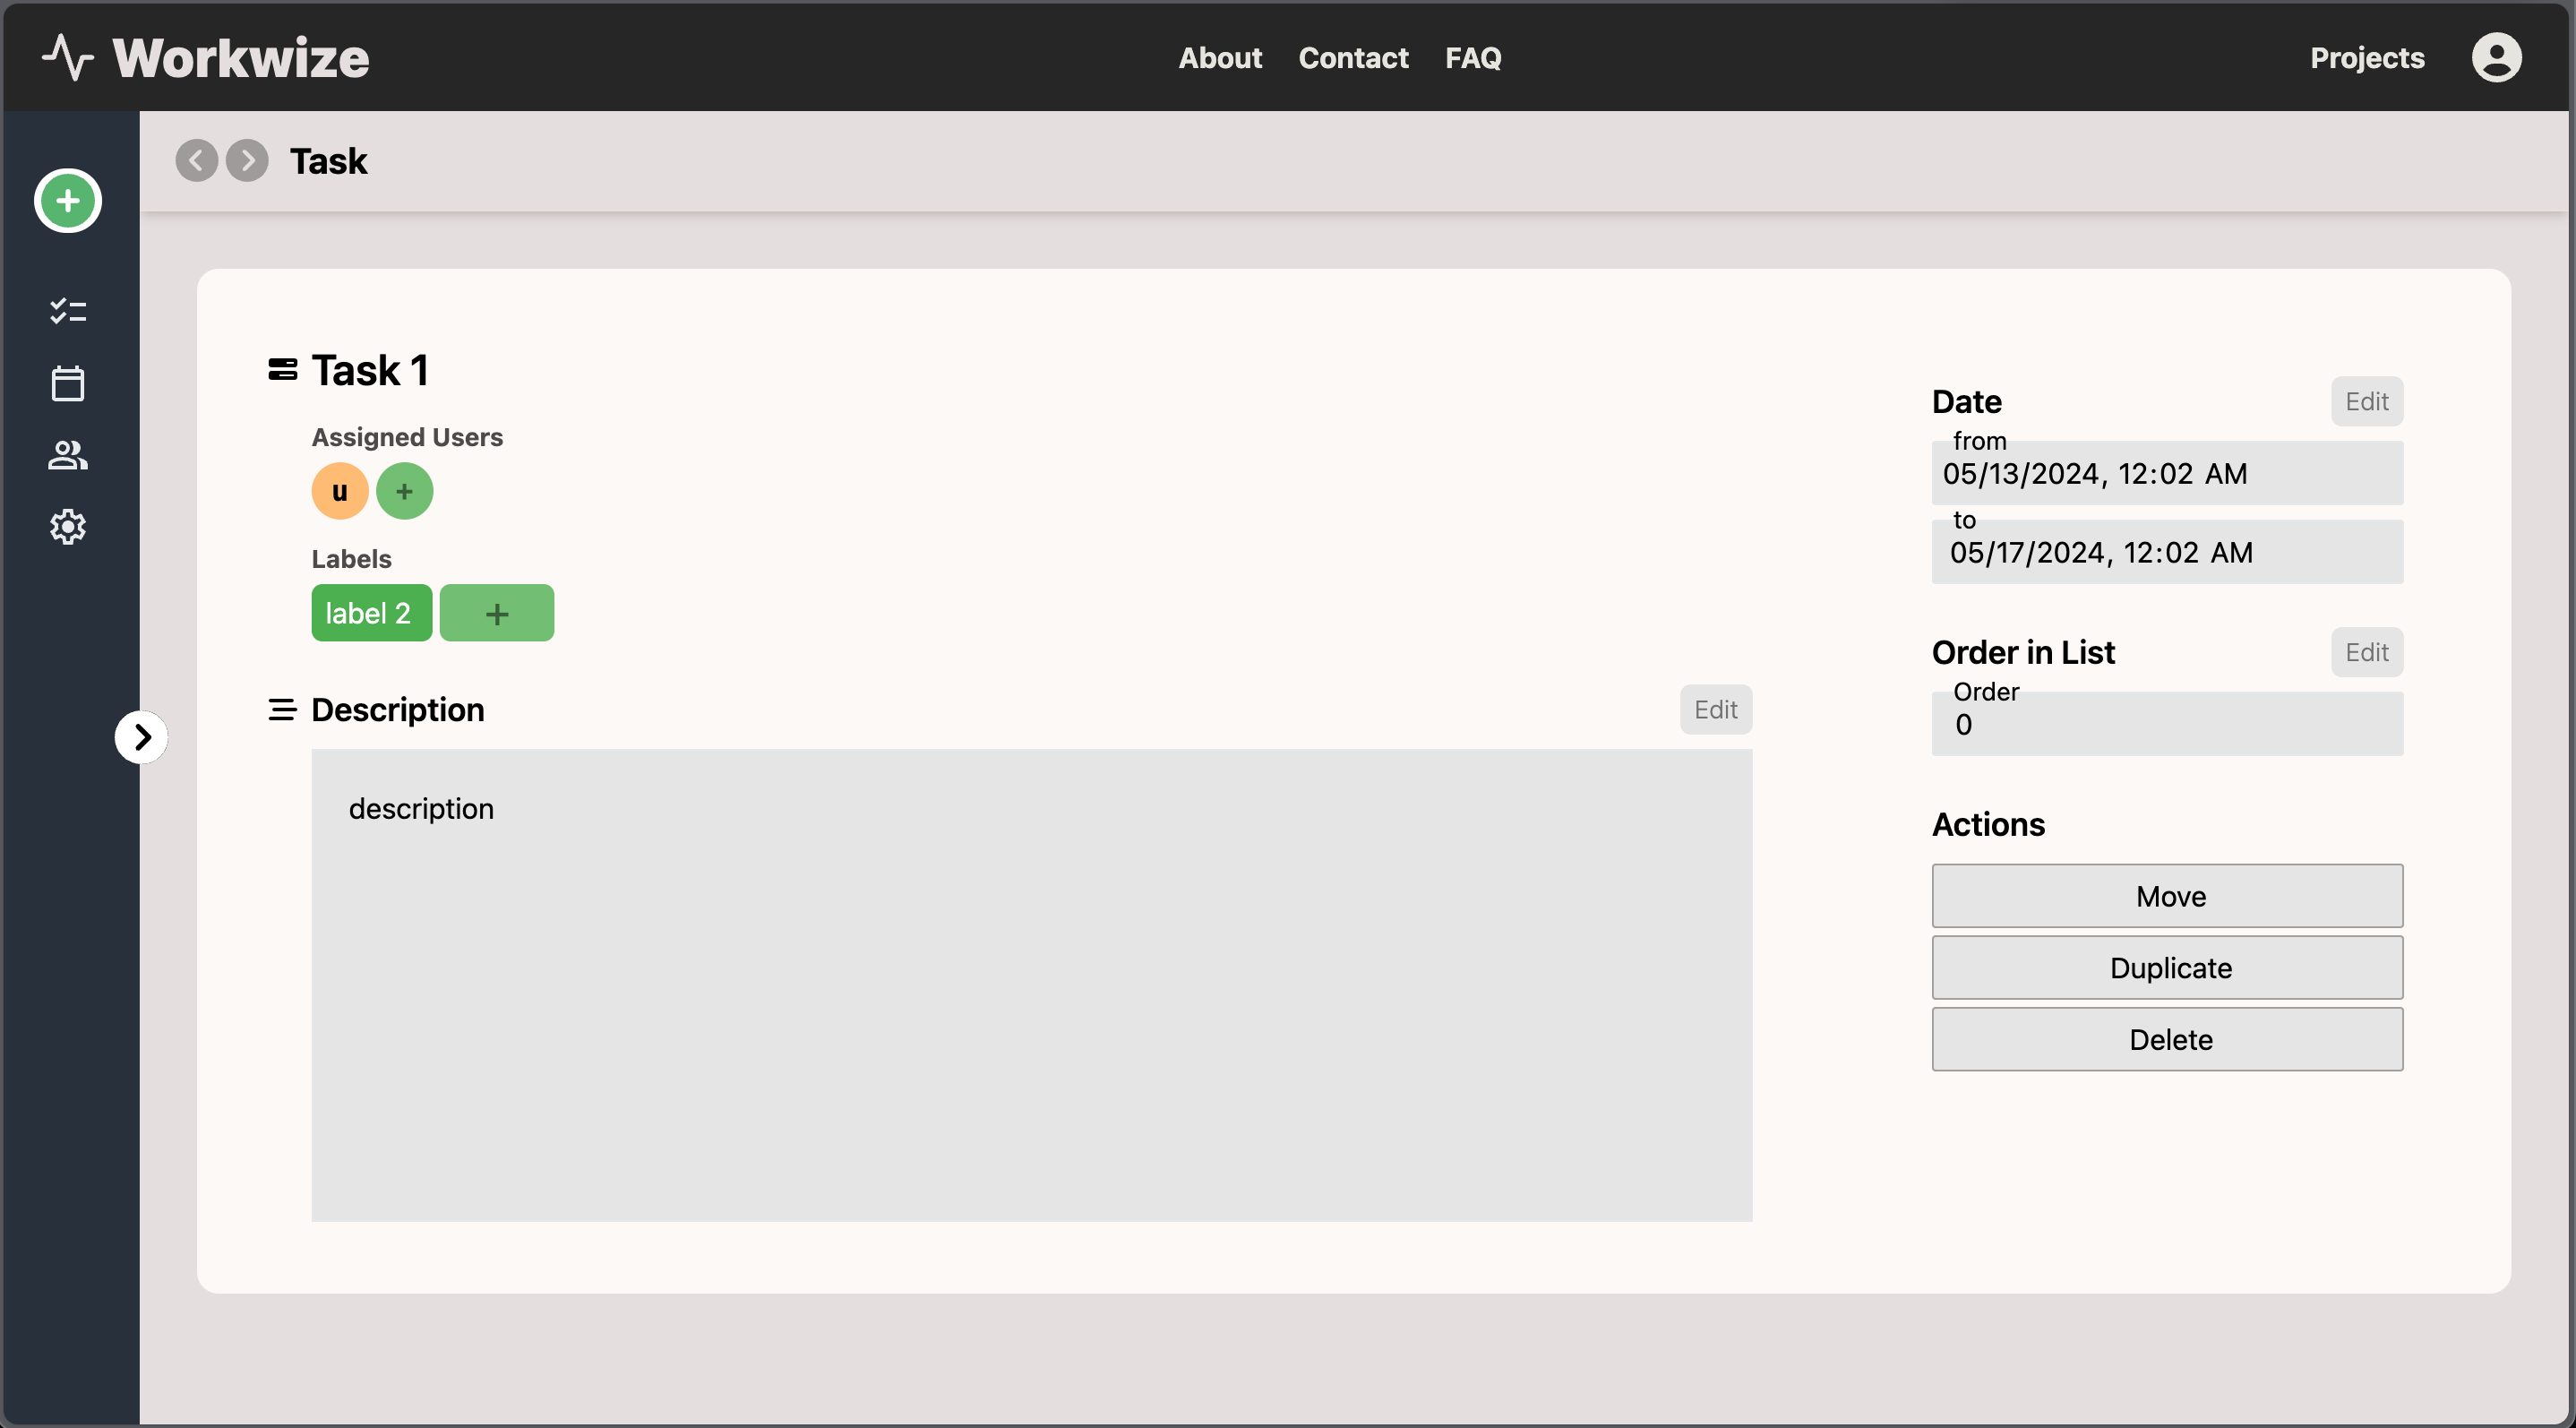 Workwize
About Contact FAQ
Projects
Task
Task 1
Assigned Users
u +
Labels
label 2 +
Description Edit
description
Date Edit
from
05/13/2024, 12:02 AM
to
05/17/2024, 12:02 AM
Order in List Edit
Order
0
Actions
Move
Duplicate
Delete